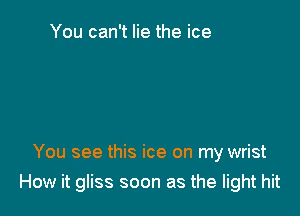 You can't lie the ice
You see this ice on my wrist
How it gliss soon as the light hit